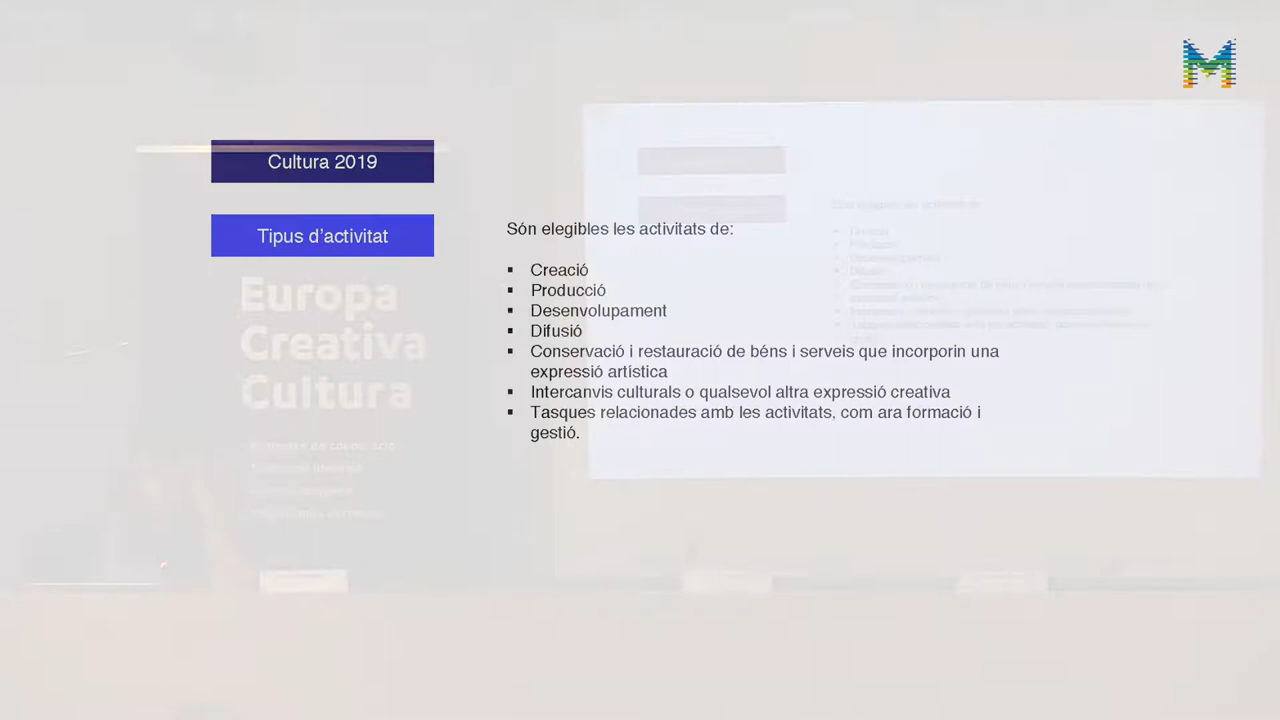 Cultura 2019
Tipus d’activitat
Són elegibles les activitats de:
▪ Creació
▪ Producció
▪ Desenvolupament
▪ Difusió
▪ Conservació i restauració de béns i serveis que incorporin una
expressió artística
▪ Intercanvis culturals o qualsevol altra expressió creativa
▪ Tasques relacionades amb les activitats, com ara formació i
gestió.
Europa
Creativa
Cultura
M